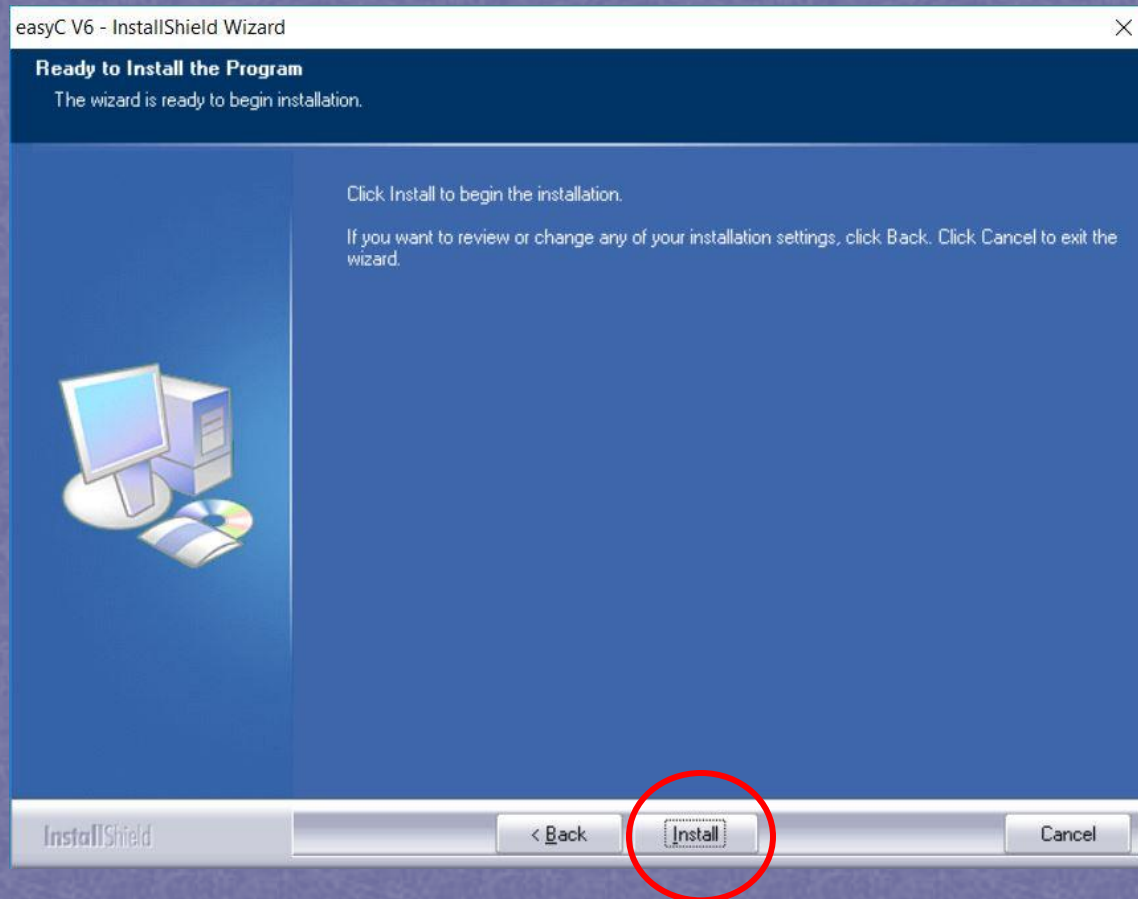 easyC V6 - InstallShield Wizard
Ready to Install the Program
The wizard is ready to begin installation.
Click Install to begin the installation.
If you want to review or change any of your installation settings, click Back. Click Cancel to exit the
wizard.
InstallShield
< Back
Install
Cancel